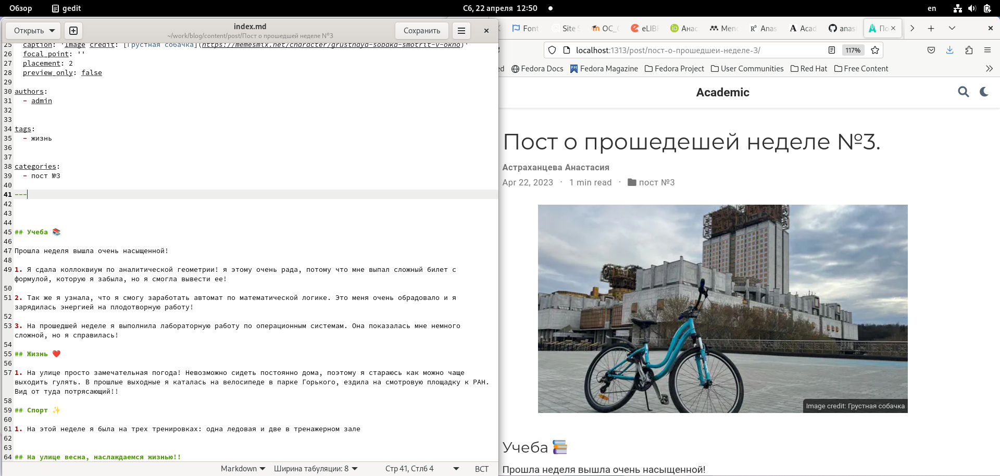 Обзор gedit Сб, 22 апреля 12:50 en
Открыть index.md Сохранить
~/work/blog/content/post/Пост о прошедшей неделе №3
25 caption: 'Image credit: [Грустная собачка](https://memesmix.net/character/grustnaya-sobaka-smotrit-v-okno)'
26 focal_point: ''
27 placement: 2
28 preview_only: false
29
30 authors:
31 - admin
32
33
34 tags:
35 - жизнь
36
37
38 categories:
39 - пост №3
40
41 ---
42
43
44
45 ## Учеба 📚
46
47 Прошла неделя вышла очень насыщенной!
48
49 1. Я сдала коллоквиум по аналитической геометрии! я этому очень рада, потому что мне выпал сложный билет с
формулой, которую я забыла, но я смогла вывести ее!
50
51 2. Так же я узнала, что я смогу заработать автомат по математической логике. Это меня очень обрадовало и я
зарядилась энергией на плодотворную работу!
52
53 3. На прошедшей неделе я выполнила лабораторную работу по операционным системам. Она показалась мне немного
сложной, но я справилась!
54
55 ## Жизнь ❤️
56
57 1. На улице просто замечательная погода! Невозможно сидеть постоянно дома, поэтому я стараюсь как можно чаще
выходить гулять. В прошлые выходные я каталась на велосипеде в парке Горького, ездила на смотровую площадку к РАН.
Вид от туда потрясающий!!
58
59 ## Спорт ✨
60
61 1. На этой неделе я была на трех тренировках: одна ледовая и две в тренажерном зале
62
63
64 ## На улице весна, наслаждаемся жизнью!!
Markdown Ширина табуляции: 8 Стр 41, Стлб 4 ВСТ
Font Site OC_ eLIB Анас Men Anas Acad anas По
localhost:1313/post/пост-о-прошедшей-неделе-3/ 117%
ed Fedora Docs Fedora Magazine Fedora Project User Communities Red Hat Free Content
Academic
Пост о прошедешей неделе №3.
Астраханцева Анастасия
Apr 22, 2023 · 1 min read · пост №3
Image credit: Грустная собачка
Учеба 📚
Прошла неделя вышла очень насыщенной!